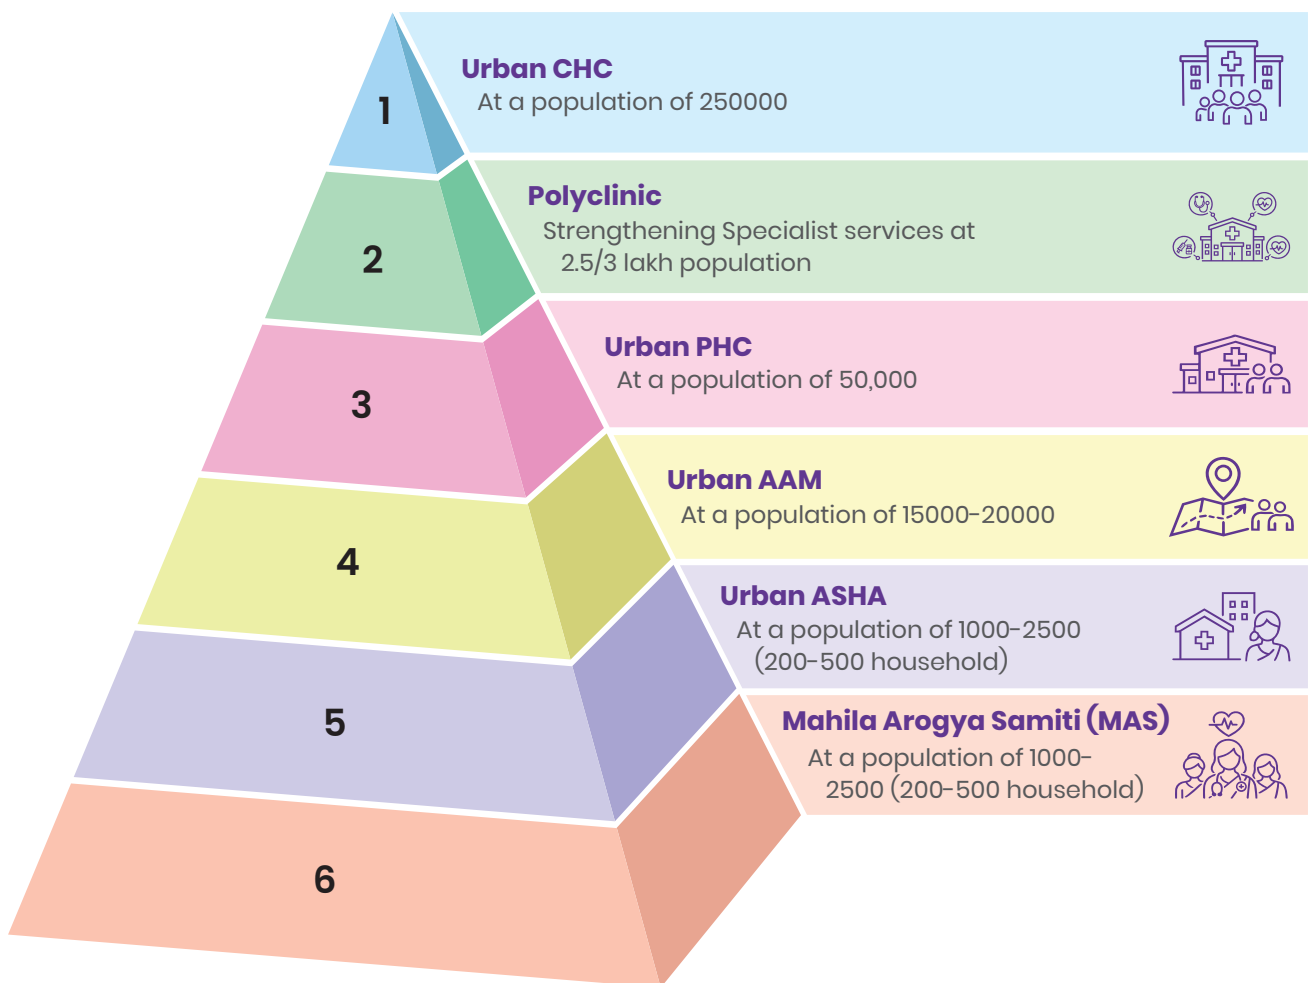 1
Urban CHC
At a population of 250000
2
Polyclinic
Strengthening Specialist services at
2.5/3 lakh population
3
Urban PHC
At a population of 50,000
4
Urban AAM
At a population of 15000-20000
5
Urban ASHA
At a population of 1000-2500
(200-500 household)
6
Mahila Arogya Samiti (MAS)
At a population of 1000-
2500 (200-500 household)